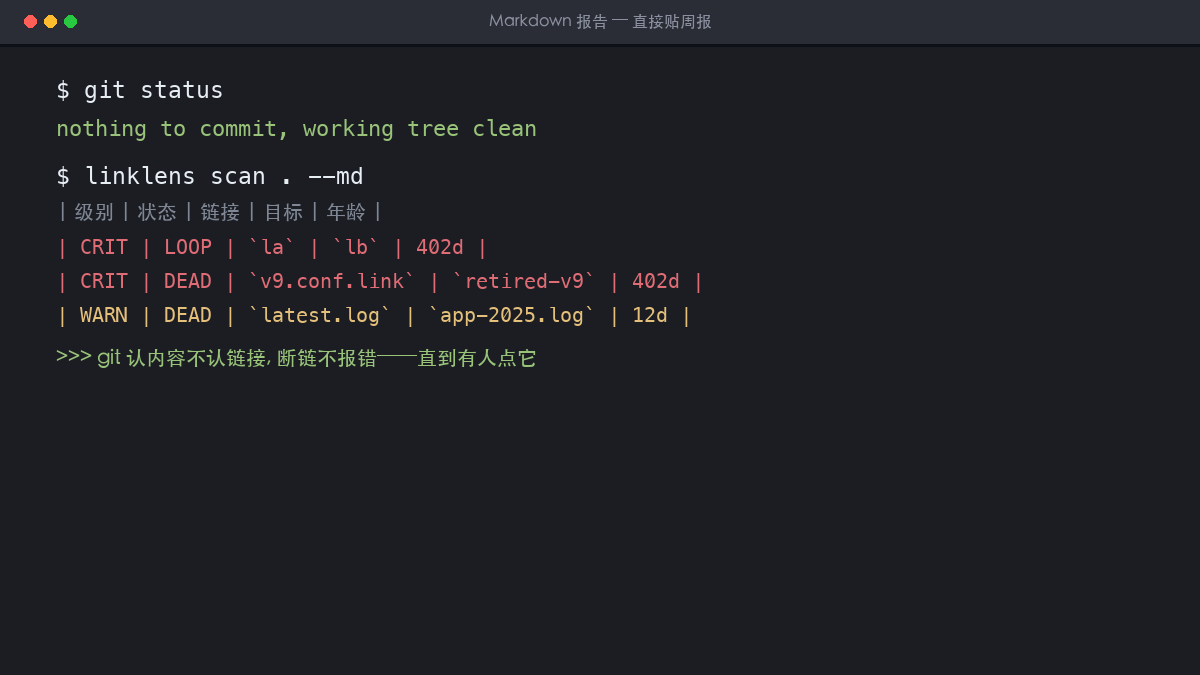 Markdown 报告 — 直接贴周报
$ git status
nothing to commit, working tree clean
$ linklens scan . --md
| 级别 | 状态 | 链接 | 目标 | 年龄 |
| CRIT | LOOP | `la` | `lb` | 402d |
| CRIT | DEAD | `v9.conf.link` | `retired-v9` | 402d |
| WARN | DEAD | `latest.log` | `app-2025.log` | 12d |
>>> git 认内容不认链接, 断链不报错——直到有人点它